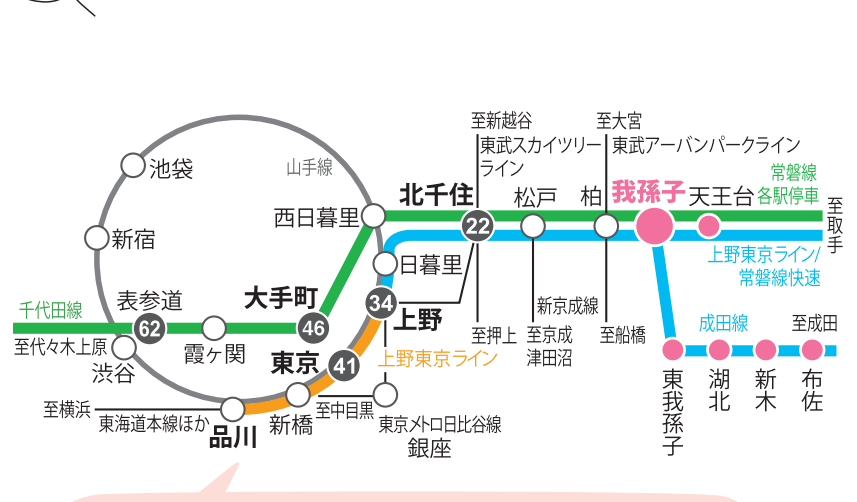 至新越谷
東武スカイツリー
ライン
至大宮
東武アーバンパークライン
池袋
山手線
常磐線
各駅停車
北千住
松戸
柏
我孫子
天王台
至
取
手
西日暮里
22
新宿
日暮里
上野東京ライン/
常磐線快速
千代田線
表参道
大手町
34
上野
新京成線
62
46
至押上
至京成
津田沼
至船橋
成田線
至成田
至代々木上原
渋谷
霞ヶ関
東京
41
上野東京ライン
東
我
孫
子
湖
北
新
木
布
佐
至横浜
東海道本線ほか
品川
新橋
至中目黒
東京メトロ日比谷線
銀座